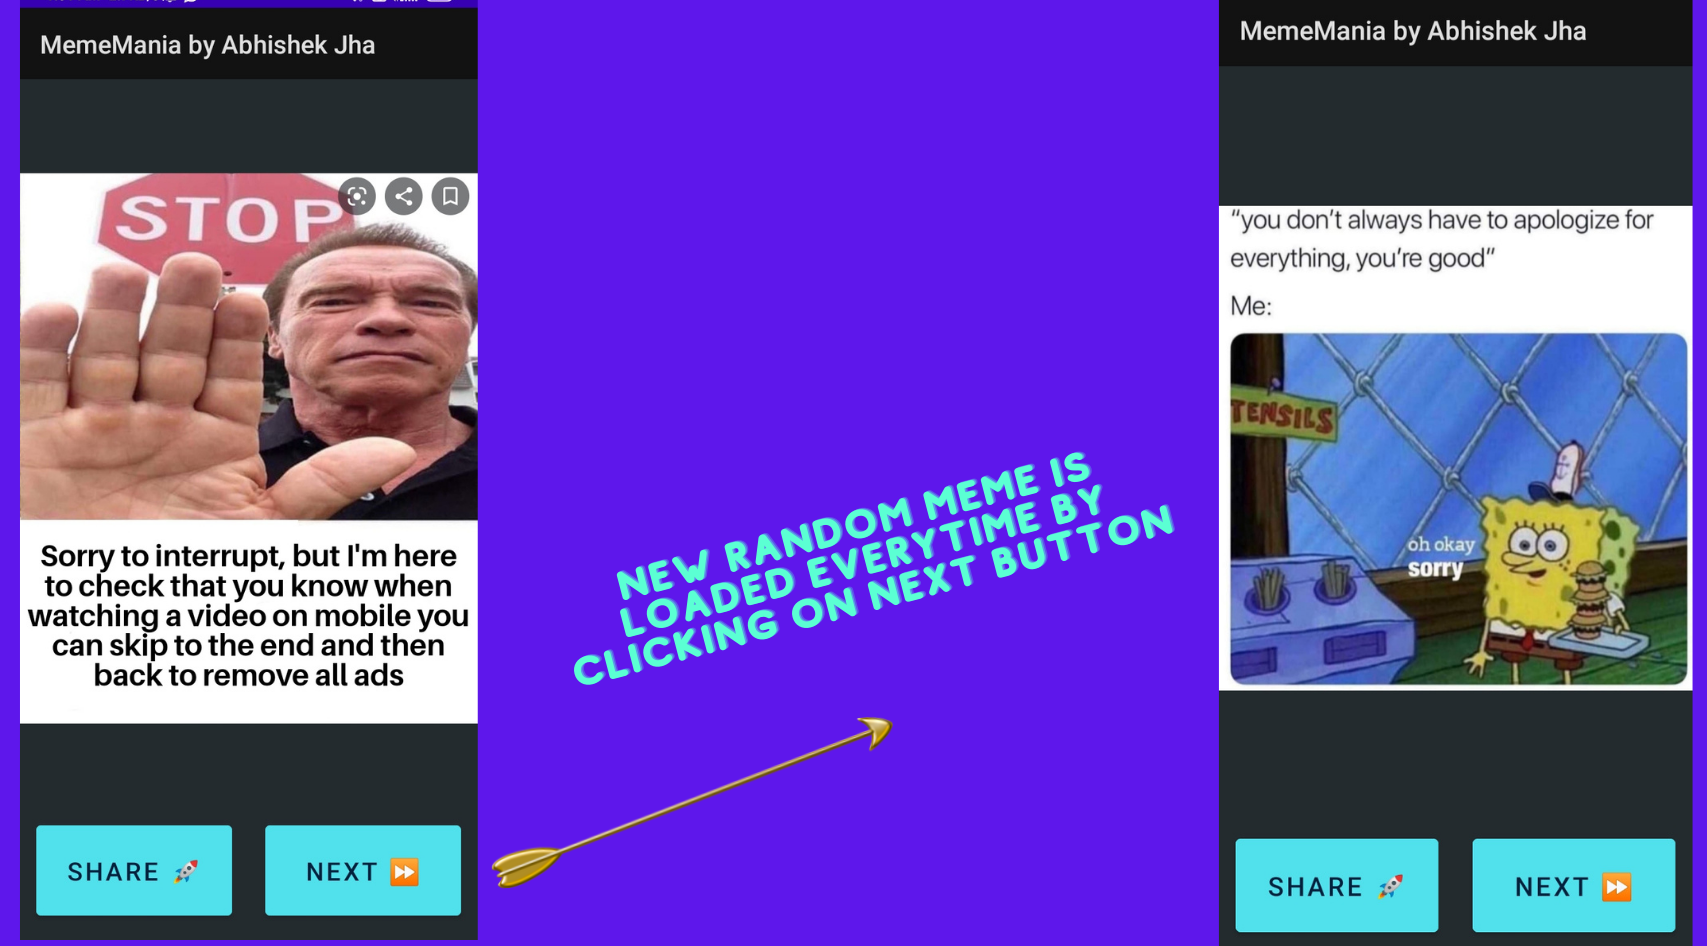 MemeMania by Abhishek Jha
STOP
Sorry to interrupt, but I'm here
to check that you know when
watching a video on mobile you
can skip to the end and then
back to remove all ads
SHARE 🚀
NEXT ⏩
NEW RANDOM MEME IS
LOADED EVERYTIME BY
CLICKING ON NEXT BUTTON
MemeMania by Abhishek Jha
“you don’t always have to apologize for
everything, you’re good”
Me:
TENSILS
oh okay
sorry
SHARE 🚀
NEXT ⏩